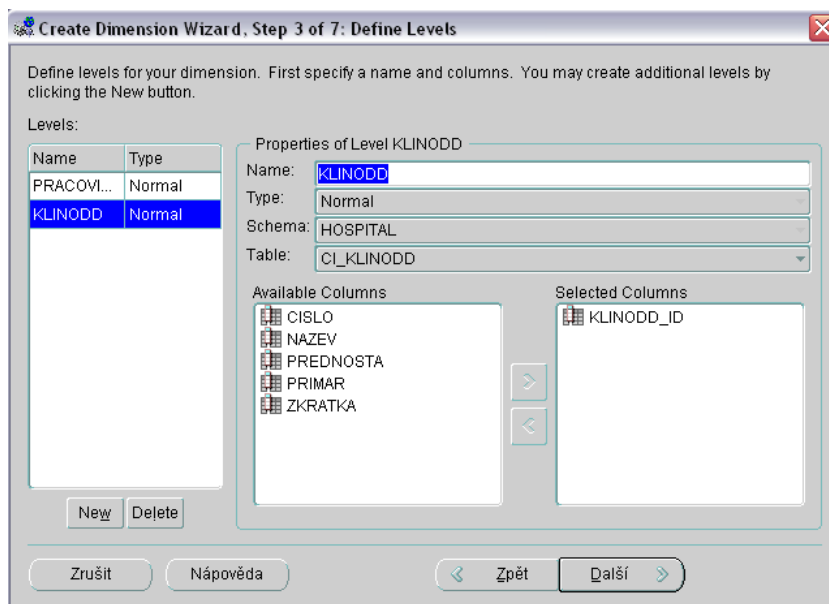 Create Dimension Wizard, Step 3 of 7: Define Levels
Define levels for your dimension. First specify a name and columns. You may create additional levels by
clicking the New button.
Levels:
Name Type
PRACOVI... Normal
KLINODD Normal
New Delete
Properties of Level KLINODD
Name: KLINODD
Type: Normal
Schema: HOSPITAL
Table: CI_KLINODD
Available Columns
CISLO
NAZEV
PREDNOSTA
PRIMAR
ZKRATKA
Selected Columns
KLINODD_ID
Zrušit Nápověda Zpět Další